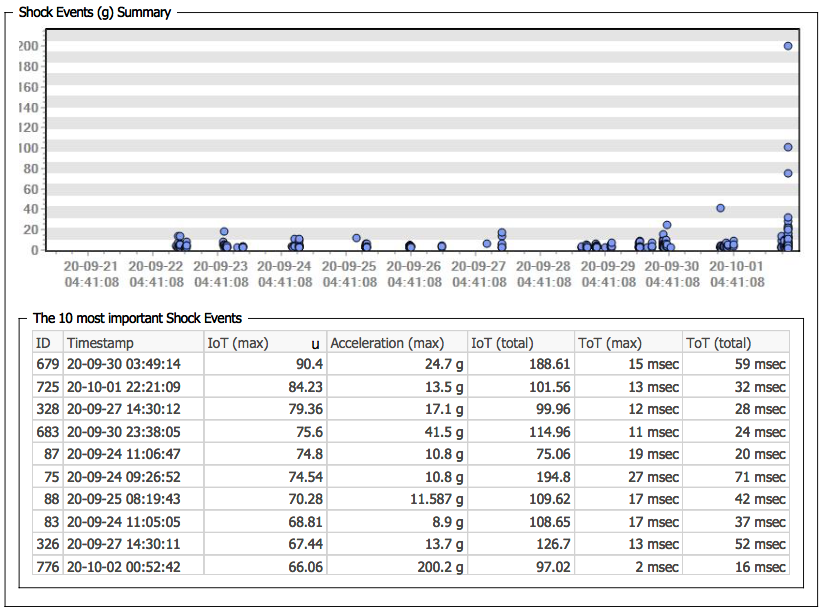 Shock Events (g) Summary
200
180
160
140
120
100
80
60
40
20
0
20-09-21 20-09-22 20-09-23 20-09-24 20-09-25 20-09-26 20-09-27 20-09-28 20-09-29 20-09-30 20-10-01
04:41:08 04:41:08 04:41:08 04:41:08 04:41:08 04:41:08 04:41:08 04:41:08 04:41:08 04:41:08 04:41:08
The 10 most important Shock Events
ID Timestamp IoT (max) u Acceleration (max) IoT (total) ToT (max) ToT (total)
679 20-09-30 03:49:14 90.4 24.7 g 188.61 15 msec 59 msec
725 20-10-01 22:21:09 84.23 13.5 g 101.56 13 msec 32 msec
328 20-09-27 14:30:12 79.36 17.1 g 99.96 12 msec 28 msec
683 20-09-30 23:38:05 75.6 41.5 g 114.96 11 msec 24 msec
87 20-09-24 11:06:47 74.8 10.8 g 75.06 19 msec 20 msec
75 20-09-24 09:26:52 74.54 10.8 g 194.8 27 msec 71 msec
88 20-09-25 08:19:43 70.28 11.587 g 109.62 17 msec 42 msec
83 20-09-24 11:05:05 68.81 8.9 g 108.65 17 msec 37 msec
326 20-09-27 14:30:11 67.44 13.7 g 126.7 13 msec 52 msec
776 20-10-02 00:52:42 66.06 200.2 g 97.02 2 msec 16 msec